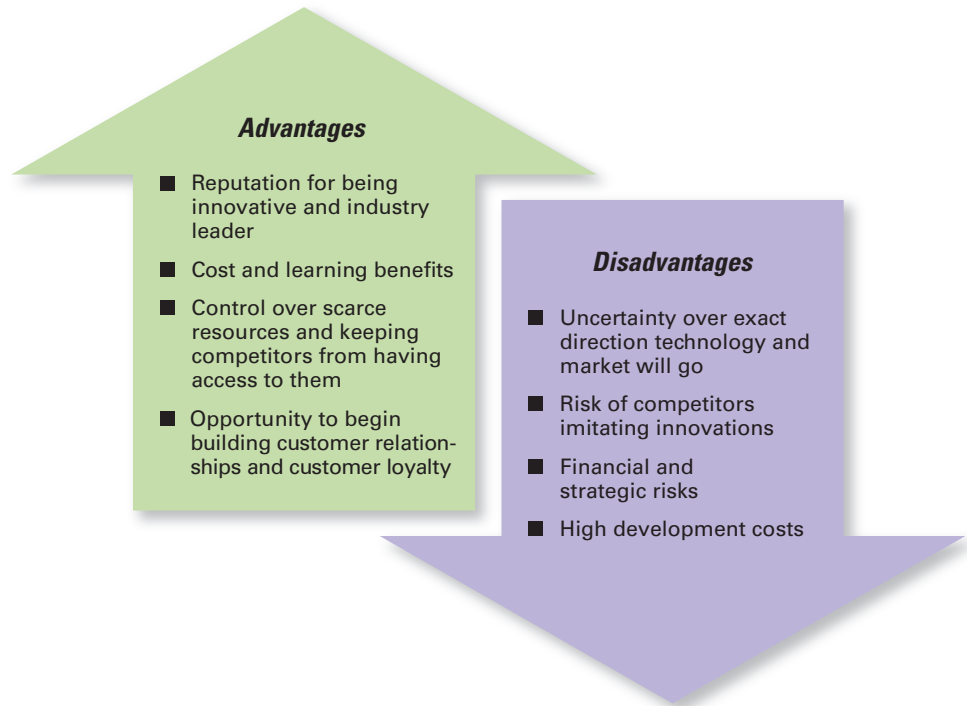 Advantages
■ Reputation for being
innovative and industry
leader
■ Cost and learning benefits
■ Control over scarce
resources and keeping
competitors from having
access to them
■ Opportunity to begin
building customer relation-
ships and customer loyalty
Disadvantages
■ Uncertainty over exact
direction technology and
market will go
■ Risk of competitors
imitating innovations
■ Financial and
strategic risks
■ High development costs